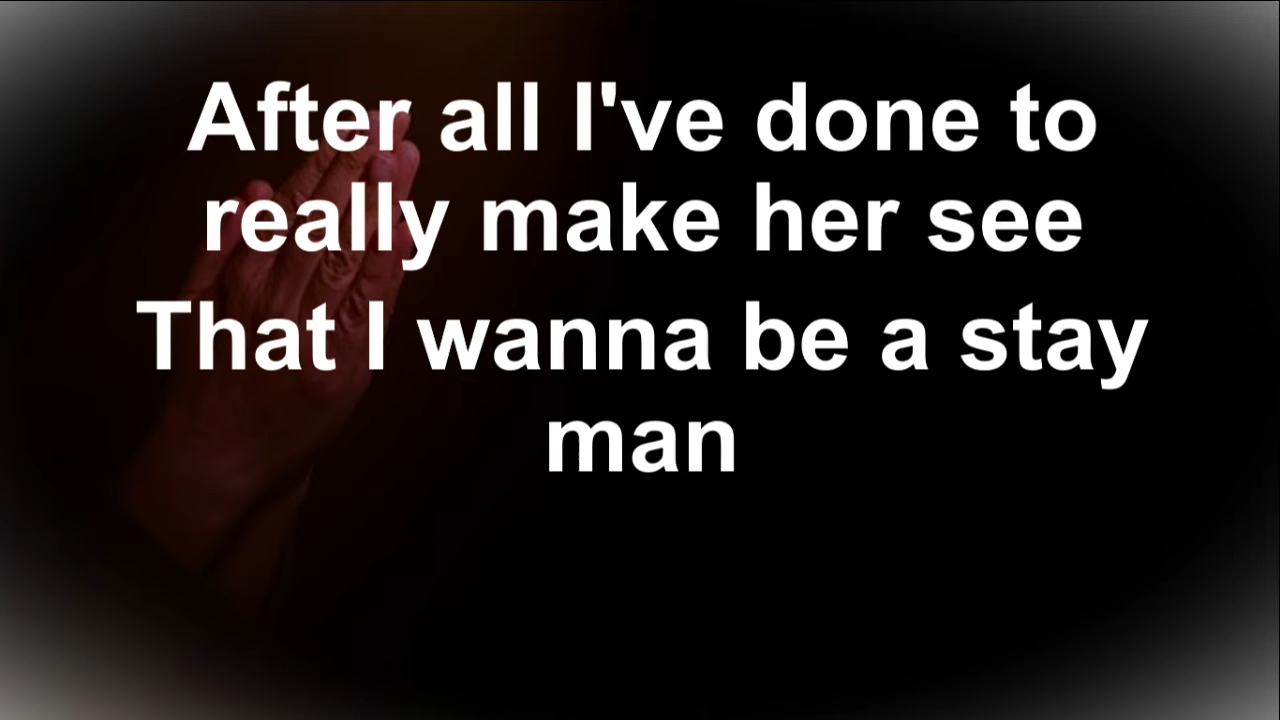 After all I've done to
really make her see
That I wanna be a stay
man